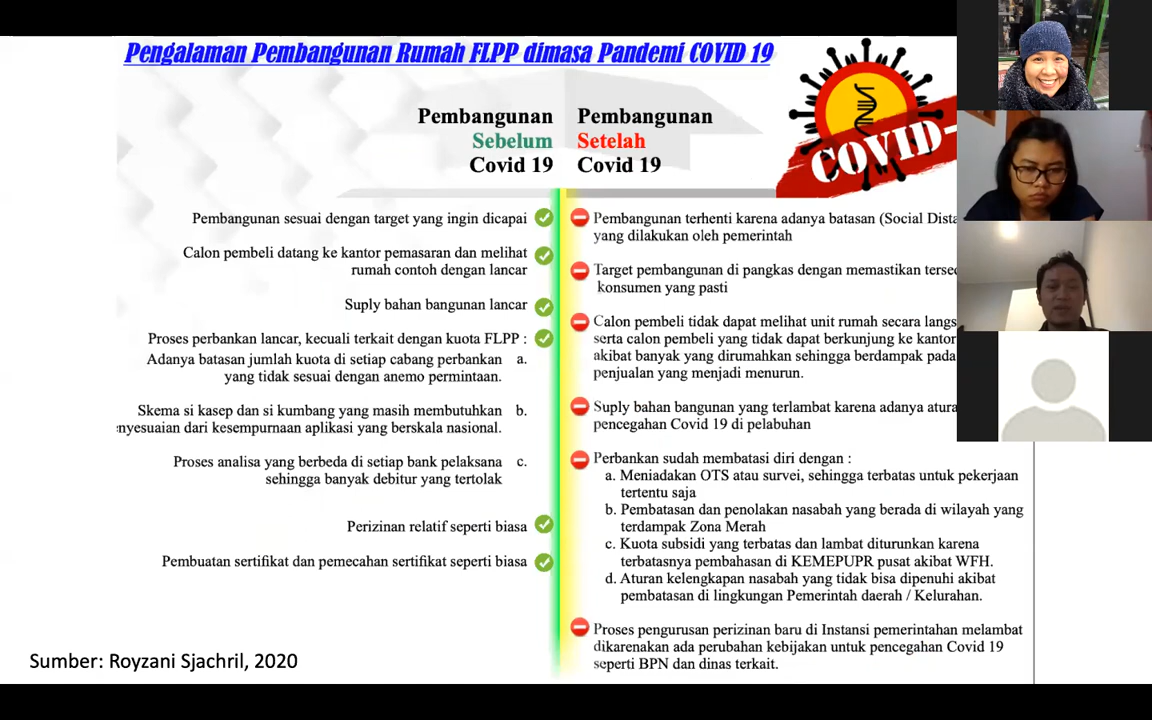 Pengalaman Pembangunan Rumah FLPP dimasa Pandemi COVID 19
Pembangunan
Sebelum
Covid 19
Pembangunan
Setelah
Covid 19
COVID-
Pembangunan sesuai dengan target yang ingin dicapai
Calon pembeli datang ke kantor pemasaran dan melihat
rumah contoh dengan lancar
Suply bahan bangunan lancar
Proses perbankan lancar, kecuali terkait dengan kuota FLPP :
Adanya batasan jumlah kuota di setiap cabang perbankan a.
yang tidak sesuai dengan anemo permintaan.
Skema si kasep dan si kumbang yang masih membutuhkan b.
nyesuaian dari kesempurnaan aplikasi yang berskala nasional.
Proses analisa yang berbeda di setiap bank pelaksana c.
sehingga banyak debitur yang tertolak
Perizinan relatif seperti biasa
Pembuatan sertifikat dan pemecahan sertifikat seperti biasa
Pembangunan terhenti karena adanya batasan (Social Dista
yang dilakukan oleh pemerintah
Target pembangunan di pangkas dengan memastikan tersed
konsumen yang pasti
Calon pembeli tidak dapat melihat unit rumah secara langs
serta calon pembeli yang tidak dapat berkunjung ke kantor
akibat banyak yang dirumahkan sehingga berdampak pada
penjualan yang menjadi menurun.
Suply bahan bangunan yang terlambat karena adanya atura
pencegahan Covid 19 di pelabuhan
Perbankan sudah membatasi diri dengan :
a. Meniadakan OTS atau survei, sehingga terbatas untuk pekerjaan
tertentu saja
b. Pembatasan dan penolakan nasabah yang berada di wilayah yang
terdampak Zona Merah
c. Kuota subsidi yang terbatas dan lambat diturunkan karena
terbatasnya pembahasan di KEMEPUPR pusat akibat WFH.
d. Aturan kelengkapan nasabah yang tidak bisa dipenuhi akibat
pembatasan di lingkungan Pemerintah daerah / Kelurahan.
Proses pengurusan perizinan baru di Instansi pemerintahan melambat
dikarenakan ada perubahan kebijakan untuk pencegahan Covid 19
seperti BPN dan dinas terkait.
Sumber: Royzani Sjachril, 2020